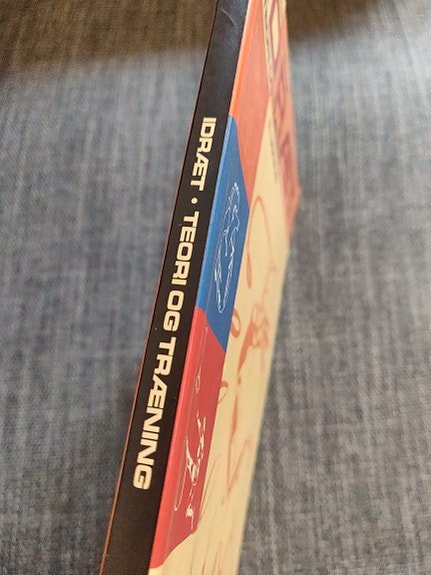 IDRÆT • TEORI OG TRÆNING